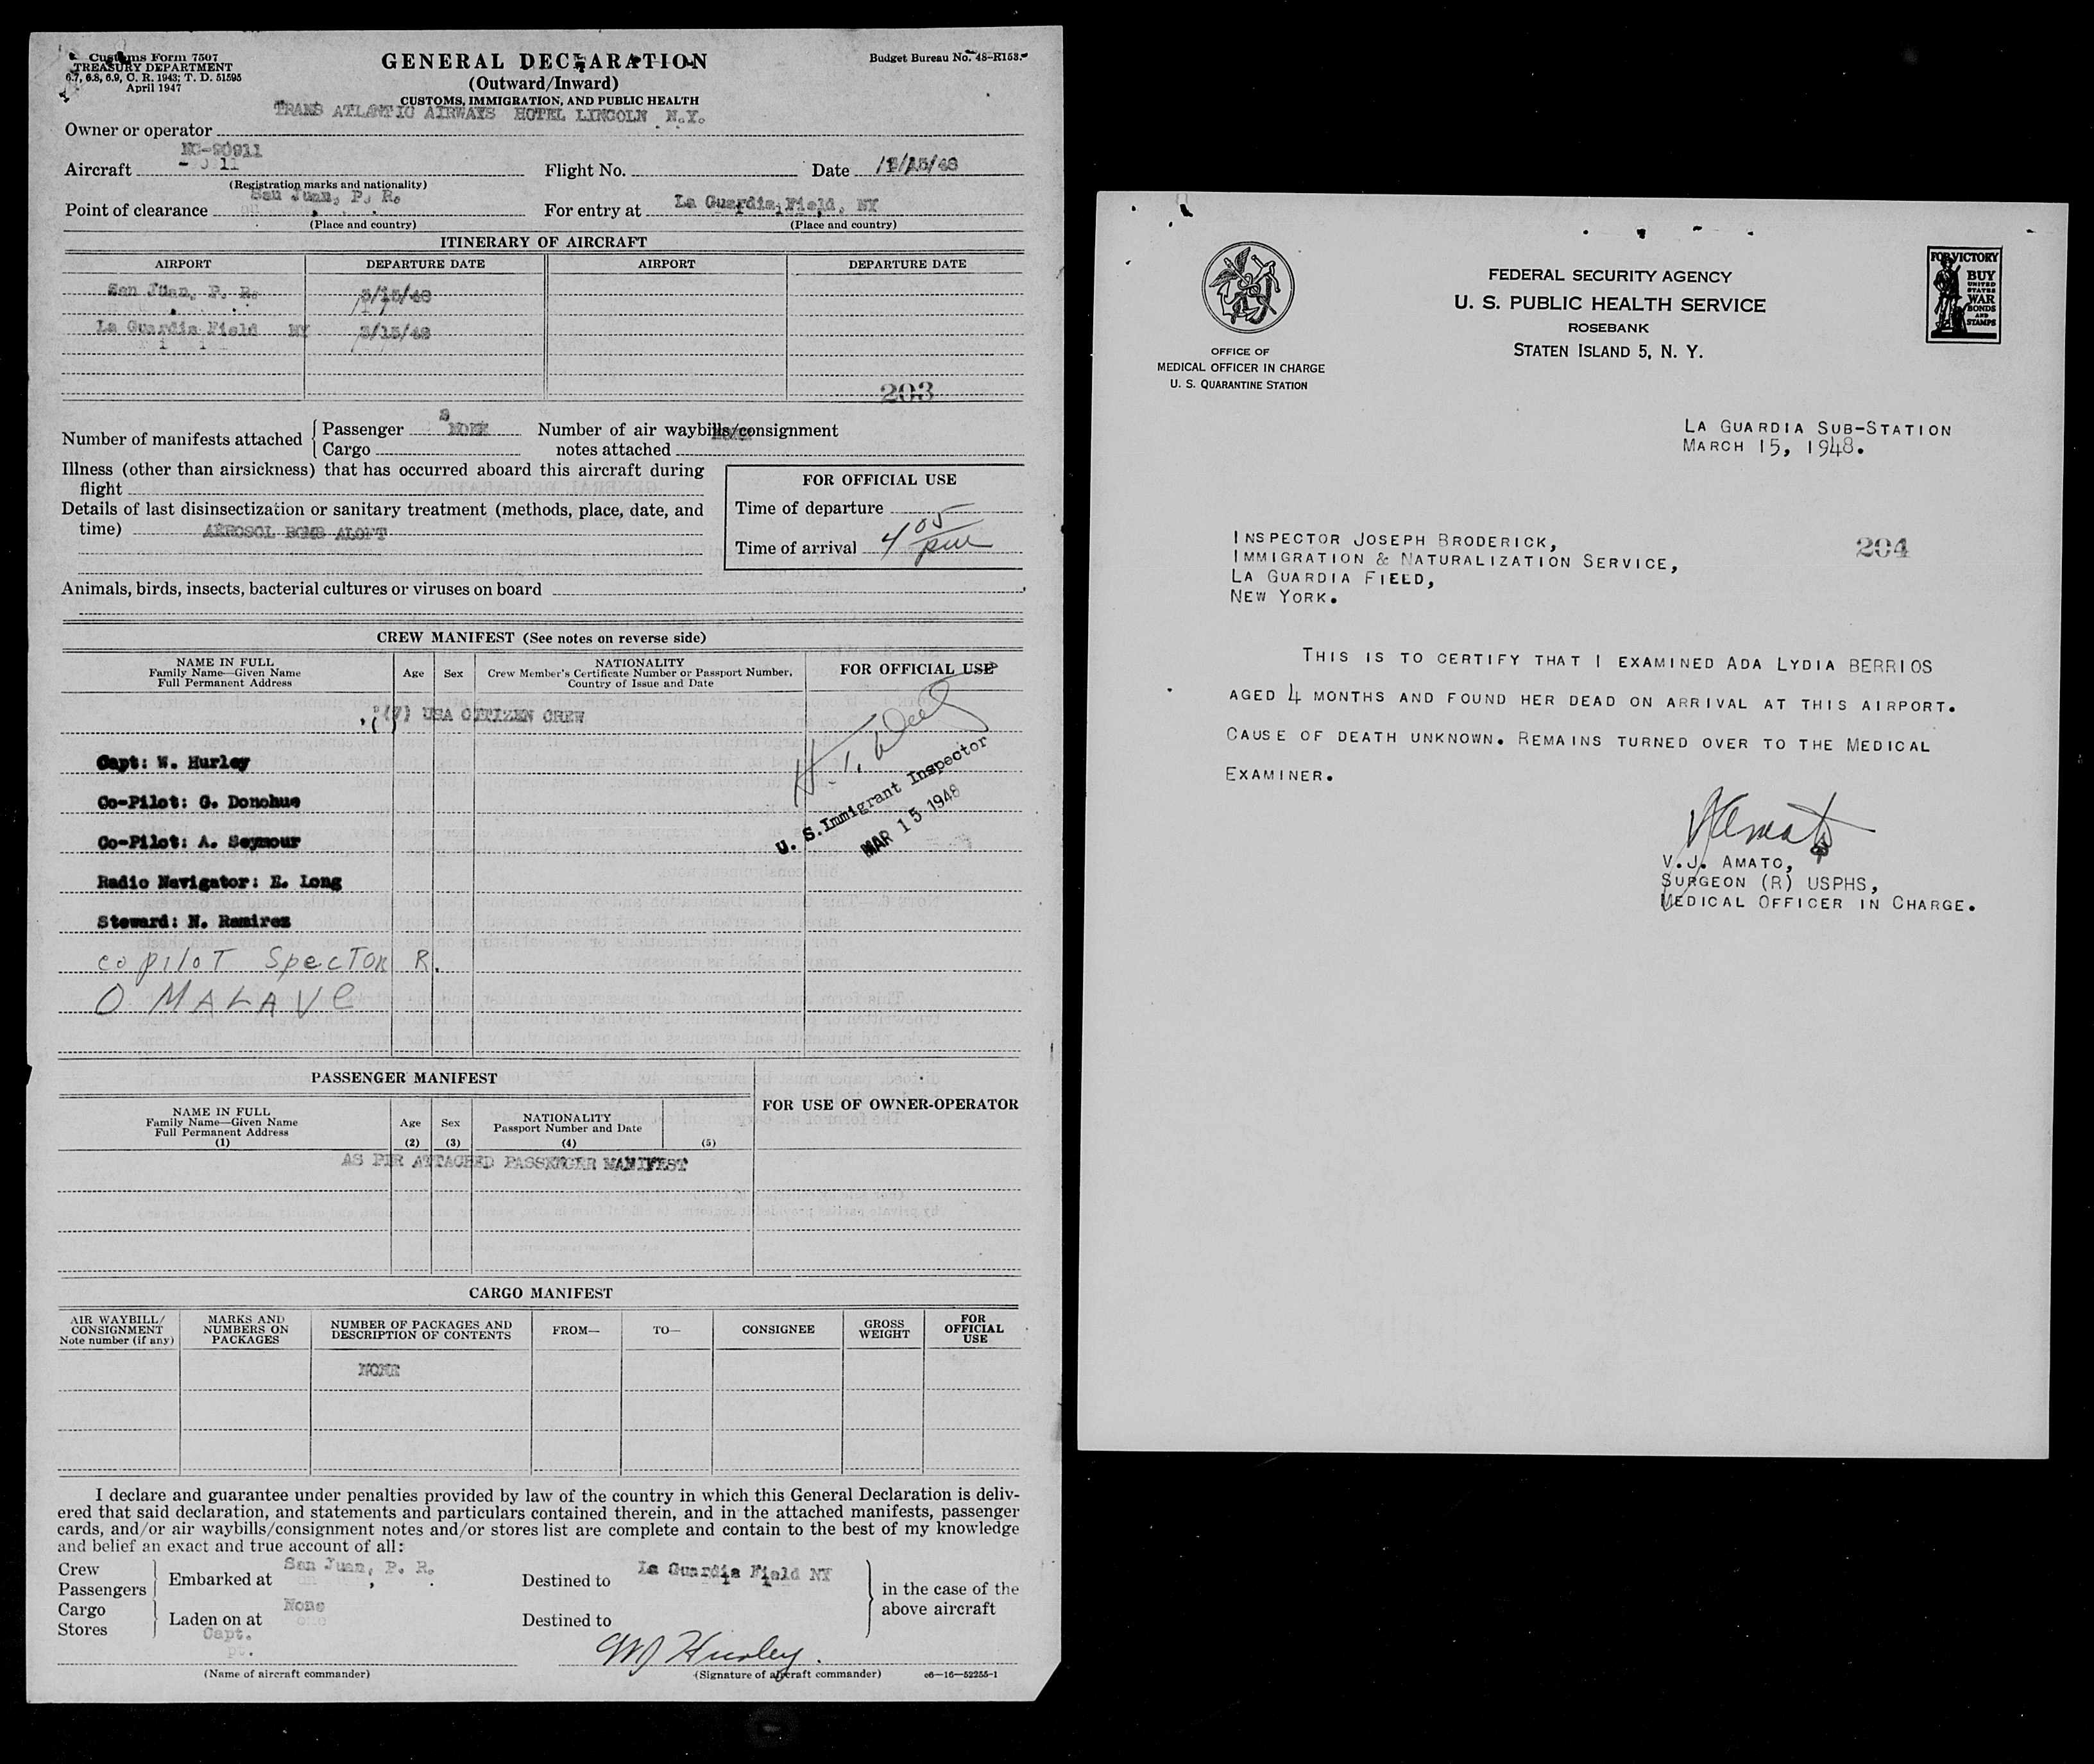 Customs Form 7507
TREASURY DEPARTMENT
6.7, 6.8, 6.9, C. R. 1943; T. D. 51595
April 1947
GENERAL DECLARATION
(Outward/Inward)
CUSTOMS, IMMIGRATION, AND PUBLIC HEALTH
Budget Bureau No. 48-R153.
TRANS ATLANTIC AIRWAYS HOTEL LINCOLN N.Y.
Owner or operator
NC-90911
Aircraft
Flight No.
Date 3/15/48
(Registration marks and nationality)
San Juan, P. R.
Point of clearance
For entry at La Guardia Field, NY
(Place and country)
(Place and country)
ITINERARY OF AIRCRAFT
AIRPORT DEPARTURE DATE AIRPORT DEPARTURE DATE
San Juan, P. R. 3/15/48
La Guardia Field NY 3/15/48
203
Number of manifests attached
Passenger
Cargo
Number of air waybills/consignment
notes attached
Illness (other than airsickness) that has occurred aboard this aircraft during
flight
Details of last disinsectization or sanitary treatment (methods, place, date, and
time) AEROSOL BOMB ALOFT
FOR OFFICIAL USE
Time of departure
Time of arrival 4 05 pm
Animals, birds, insects, bacterial cultures or viruses on board
CREW MANIFEST (See notes on reverse side)
NAME IN FULL
Family Name—Given Name
Full Permanent Address
Age
Sex
NATIONALITY
Crew Member's Certificate Number or Passport Number,
Country of Issue and Date
FOR OFFICIAL USE
(7) USA CITIZEN CREW
Capt: W. Hurley
Co-Pilot: G. Donohue
Co-Pilot: A. Seymour
Radio Navigator: E. Long
Steward: N. Ramirez
co pilot Spector R.
O MALAVE
U. S. Immigrant Inspector
MAR 15 1948
PASSENGER MANIFEST
NAME IN FULL
Family Name—Given Name
Full Permanent Address
(1)
Age
(2)
Sex
(3)
NATIONALITY
Passport Number and Date
(4)
(5)
FOR USE OF OWNER-OPERATOR
AS PER ATTACHED PASSENGER MANIFEST
CARGO MANIFEST
AIR WAYBILL/
CONSIGNMENT
Note number (if any)
MARKS AND
NUMBERS ON
PACKAGES
NUMBER OF PACKAGES AND
DESCRIPTION OF CONTENTS
FROM—
TO—
CONSIGNEE
GROSS
WEIGHT
FOR
OFFICIAL
USE
NONE
I declare and guarantee under penalties provided by law of the country in which this General Declaration is deliv-
ered that said declaration, and statements and particulars contained therein, and in the attached manifests, passenger
cards, and/or air waybills/consignment notes and/or stores list are complete and contain to the best of my knowledge
and belief an exact and true account of all:
Crew
Passengers
Embarked at San Juan, P. R.
Destined to La Guardia Field NY
Cargo
Stores
Laden on at None
Destined to
in the case of the
above aircraft
Capt.
WJ Hurley.
(Name of aircraft commander)
(Signature of aircraft commander)
c6—16—52255-1
FEDERAL SECURITY AGENCY
U. S. PUBLIC HEALTH SERVICE
ROSEBANK
STATEN ISLAND 5, N. Y.
OFFICE OF
MEDICAL OFFICER IN CHARGE
U. S. QUARANTINE STATION
FOR VICTORY
BUY
UNITED
STATES
WAR
BONDS
AND
STAMPS
LA GUARDIA SUB-STATION
MARCH 15, 1948.
INSPECTOR JOSEPH BRODERICK,
IMMIGRATION & NATURALIZATION SERVICE,
LA GUARDIA FIELD,
NEW YORK.
204
THIS IS TO CERTIFY THAT I EXAMINED ADA LYDIA BERRIOS
AGED 4 MONTHS AND FOUND HER DEAD ON ARRIVAL AT THIS AIRPORT.
CAUSE OF DEATH UNKNOWN. REMAINS TURNED OVER TO THE MEDICAL
EXAMINER.
VJAmato
V.J. AMATO,
SURGEON (R) USPHS,
MEDICAL OFFICER IN CHARGE.